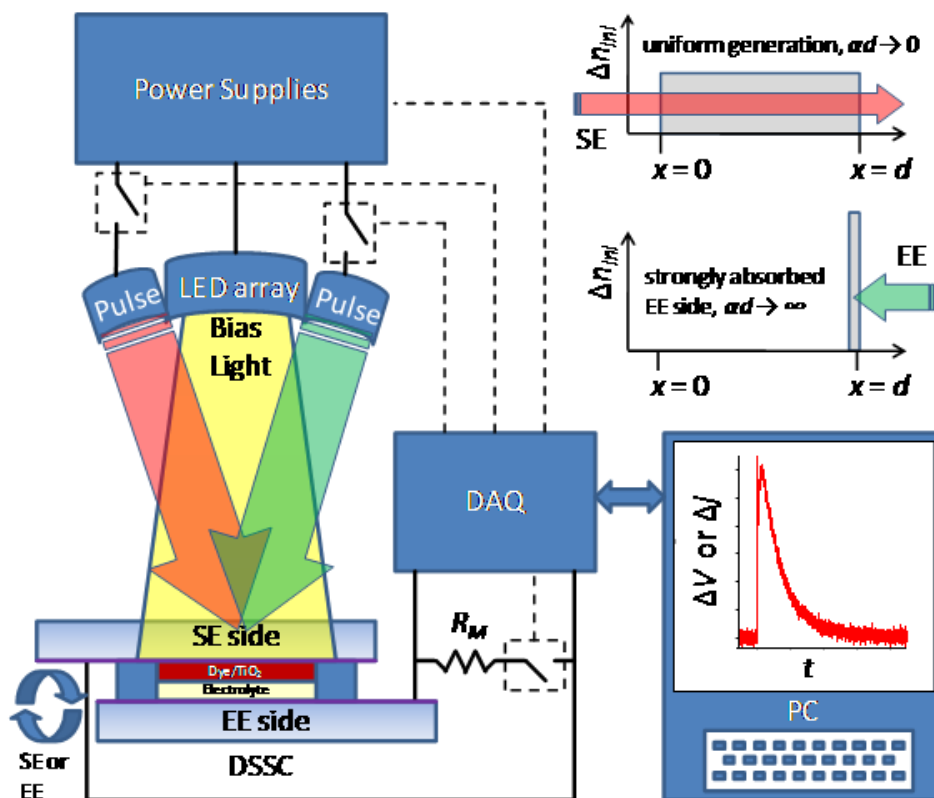 Power Supplies
Δn_ini
uniform generation, αd → 0
SE
x = 0
x = d
Δn_ini
strongly absorbed
EE side, αd → ∞
EE
x = 0
x = d
Pulse
LED array
Pulse
Bias
Light
DAQ
ΔV or ΔJ
t
PC
R_M
SE side
Dye/TiO₂
Electrolyte
EE side
DSSC
SE or
EE